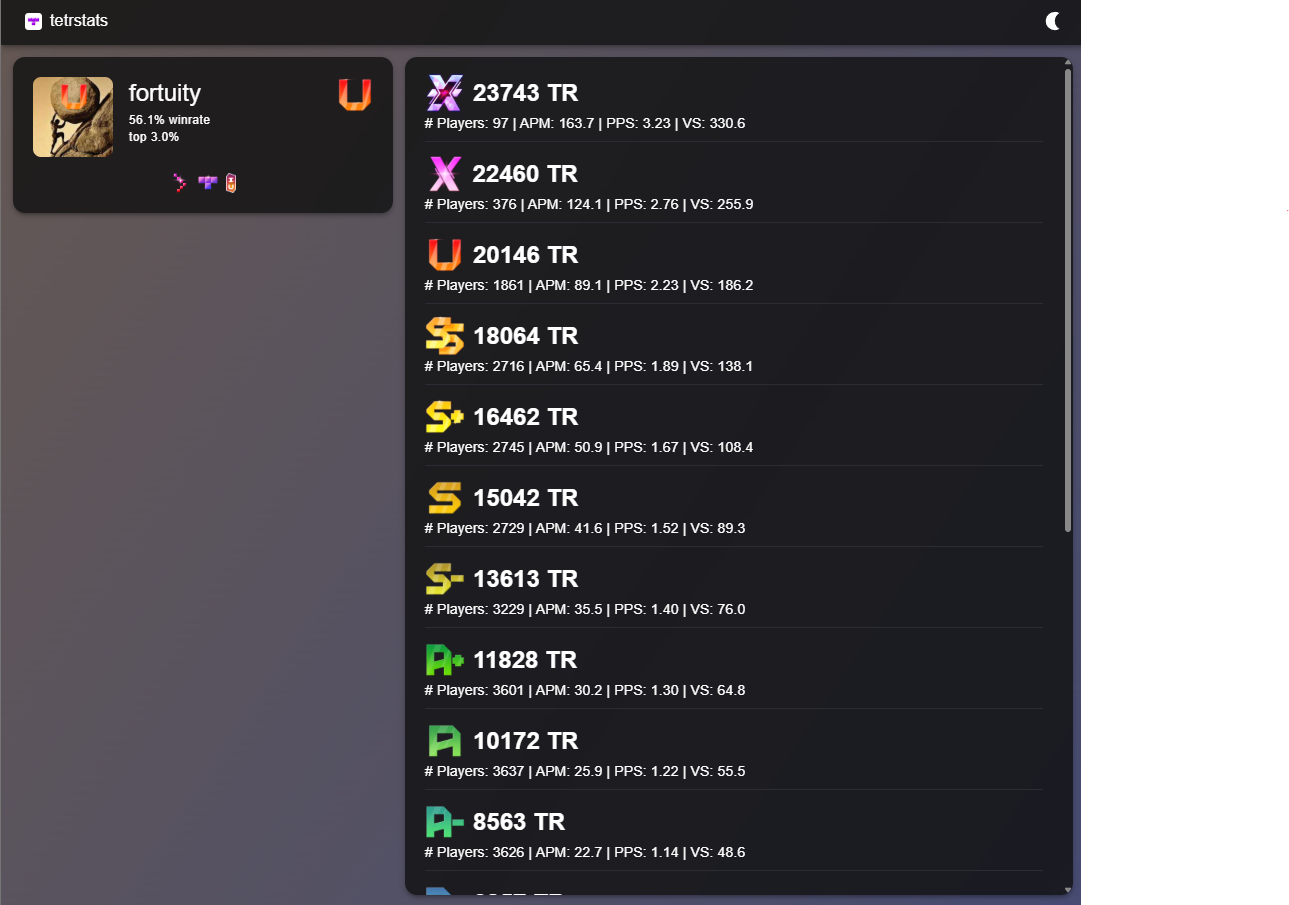 tetrstats
fortuity
56.1% winrate
top 3.0%
23743 TR
# Players: 97 | APM: 163.7 | PPS: 3.23 | VS: 330.6
22460 TR
# Players: 376 | APM: 124.1 | PPS: 2.76 | VS: 255.9
20146 TR
# Players: 1861 | APM: 89.1 | PPS: 2.23 | VS: 186.2
18064 TR
# Players: 2716 | APM: 65.4 | PPS: 1.89 | VS: 138.1
16462 TR
# Players: 2745 | APM: 50.9 | PPS: 1.67 | VS: 108.4
15042 TR
# Players: 2729 | APM: 41.6 | PPS: 1.52 | VS: 89.3
13613 TR
# Players: 3229 | APM: 35.5 | PPS: 1.40 | VS: 76.0
11828 TR
# Players: 3601 | APM: 30.2 | PPS: 1.30 | VS: 64.8
10172 TR
# Players: 3637 | APM: 25.9 | PPS: 1.22 | VS: 55.5
8563 TR
# Players: 3626 | APM: 22.7 | PPS: 1.14 | VS: 48.6